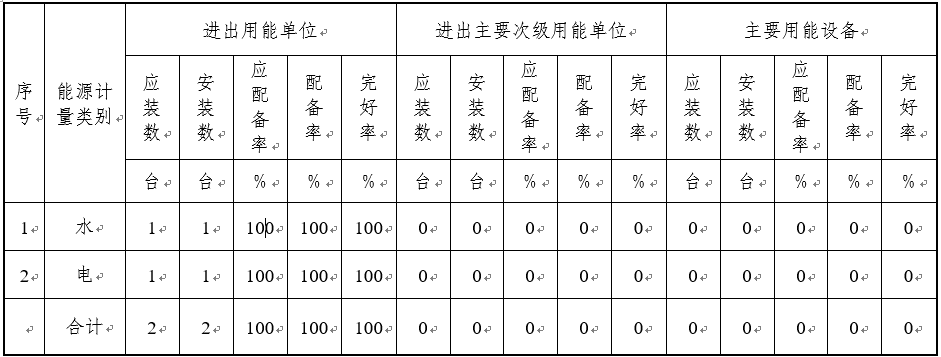 序号 能源计量类别 进出用能单位 进出主要次级用能单位 主要用能设备
应装数 安装数 应配备率 配备率 完好率 应装数 安装数 应配备率 配备率 完好率 应装数 安装数 应配备率 配备率 完好率
台 台 % % % 台 台 % % % 台 台 % % %
1 水 1 1 100 100 100 0 0 0 0 0 0 0 0 0 0
2 电 1 1 100 100 100 0 0 0 0 0 0 0 0 0 0
合计 2 2 100 100 100 0 0 0 0 0 0 0 0 0 0